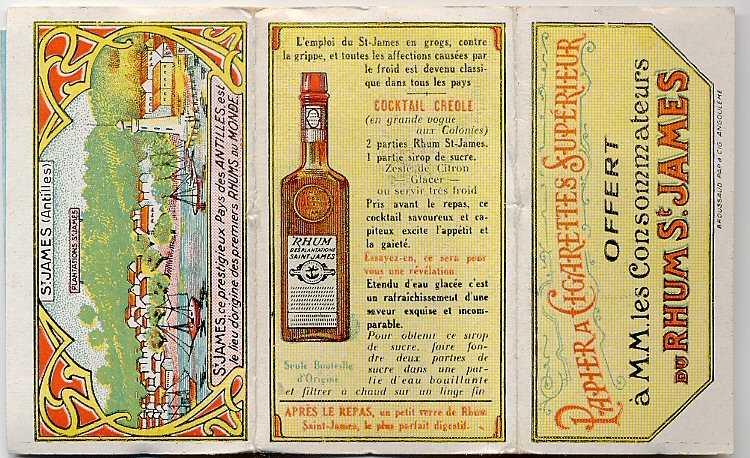 ST JAMES (Antilles)
PLANTATIONS ST JAMES
ST JAMES, ce prestigieux Pays des ANTILLES, est
le lieu d'origine des premiers RHUMS du MONDE.
L'emploi du St-James en grogs, contre
la grippe, et toutes les affections causées par
le froid est devenu classi-
que dans tous les pays
COCKTAIL CREOLE
(en grande vogue
aux Colonies)
2 parties Rhum St-James.
1 partie sirop de sucre.
Zeste de Citron
— Glacer —
ou servir très froid
Pris avant le repas, ce
cocktail savoureux et ca-
piteux excite l'appétit et
la gaieté.
Essayez-en, ce sera pour
vous une révélation.
Etendu d'eau glacée c'est
un rafraichissement d'une
saveur exquise et incom-
parable.
Pour obtenir ce sirop
de sucre, faire fon-
dre deux parties de
sucre dans une par-
tie d'eau bouillante
et filtrer à chaud sur un linge fin
RHUM
DES PLANTATIONS
SAINT JAMES
Seule Bouteille
d'Origine
APRÈS LE REPAS, un petit verre de Rhum
Saint-James, le plus parfait digestif.
PAPIER A CIGARETTES SUPÉRIEUR
OFFERT
à M.M. les Consommateurs
DU RHUM St JAMES
BROUSSAUD PAP. à CIG. ANGOULÊME